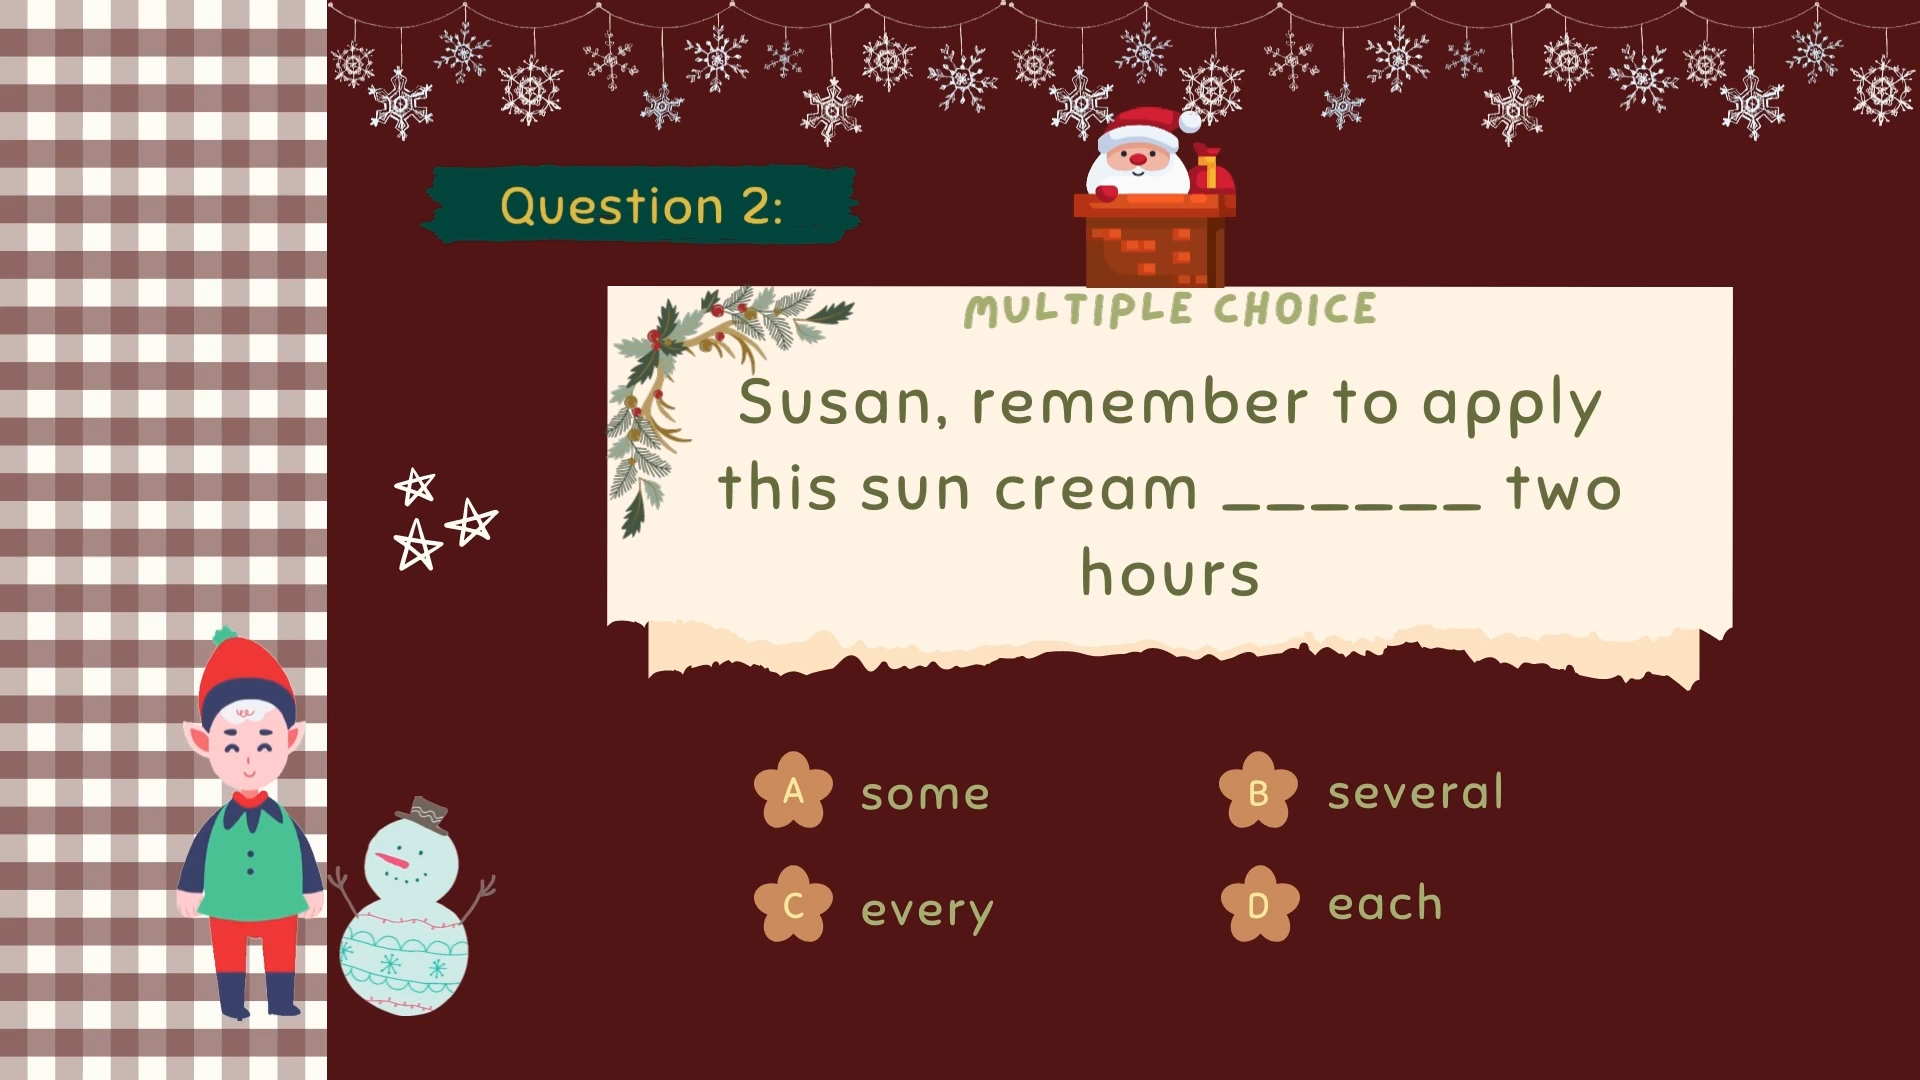 Question 2:
MULTIPLE CHOICE
Susan, remember to apply
this sun cream ______ two
hours
A some
B several
C every
D each